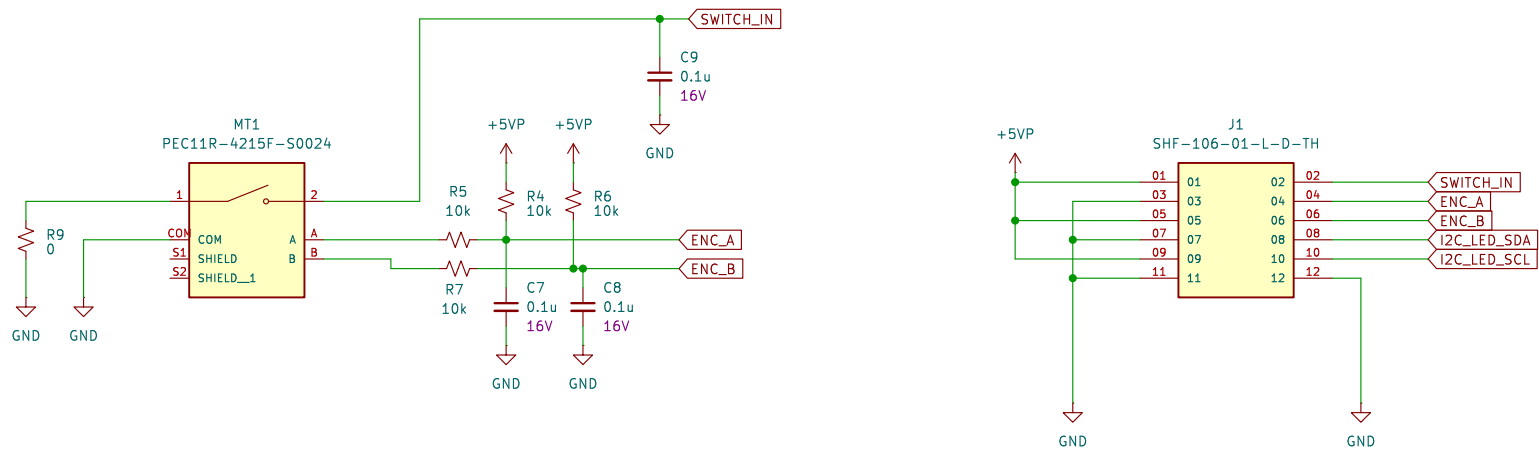 SWITCH_IN
C9
0.1u
16V
GND
MT1
PEC11R-4215F-S0024
1
2
COM
COM
A
A
B
B
S1
SHIELD
S2
SHIELD__1
R9
0
GND
GND
+5VP
+5VP
R5
10k
R4
10k
R6
10k
ENC_A
ENC_B
R7
10k
C7
0.1u
16V
C8
0.1u
16V
GND
GND
J1
SHF-106-01-L-D-TH
+5VP
01
01
02
02
SWITCH_IN
03
03
04
04
ENC_A
05
05
06
06
ENC_B
07
07
08
08
I2C_LED_SDA
09
09
10
10
I2C_LED_SCL
11
11
12
12
GND
GND